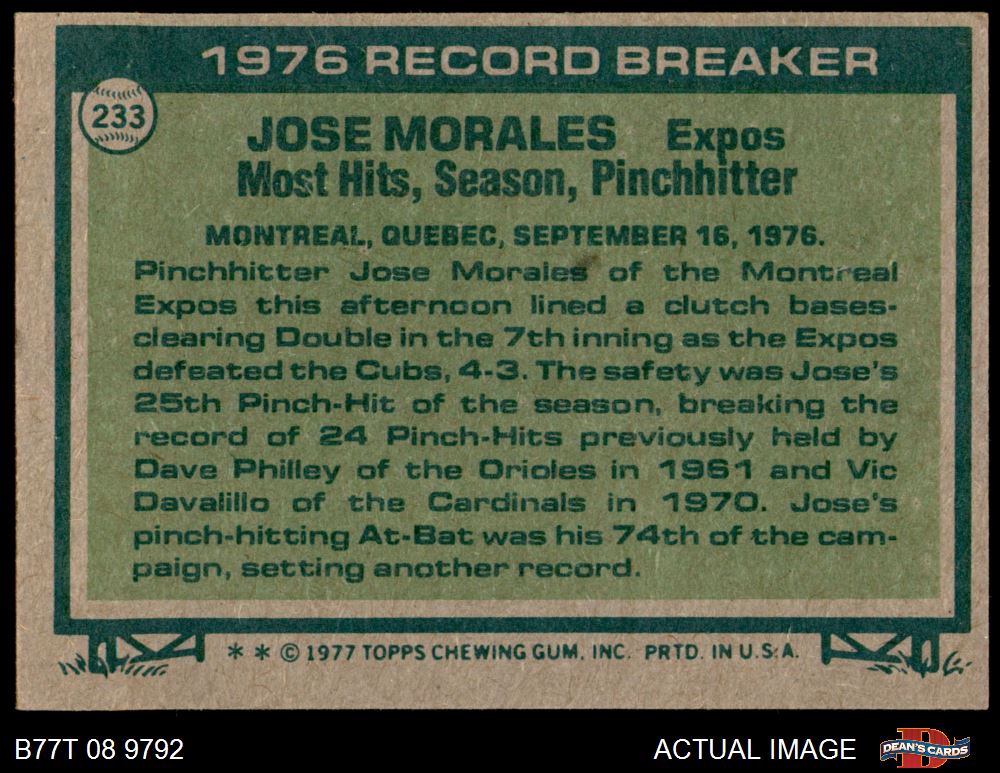 1976 RECORD BREAKER
233
JOSE MORALES Expos
Most Hits, Season, Pinchhitter
MONTREAL, QUEBEC, SEPTEMBER 16, 1976.
Pinchhitter Jose Morales of the Montreal
Expos this afternoon lined a clutch bases-
clearing Double in the 7th inning as the Expos
defeated the Cubs, 4-3. The safety was Jose's
25th Pinch-Hit of the season, breaking the
record of 24 Pinch-Hits previously held by
Dave Philley of the Orioles in 1961 and Vic
Davalillo of the Cardinals in 1970. Jose's
pinch-hitting At-Bat was his 74th of the cam-
paign, setting another record.
* * © 1977 TOPPS CHEWING GUM, INC. PRTD. IN U.S.A.
B77T 08 9792 ACTUAL IMAGE DEAN'S CARDS